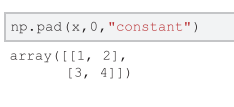 np.pad(x,0,"constant")
array([[1, 2],
       [3, 4]])